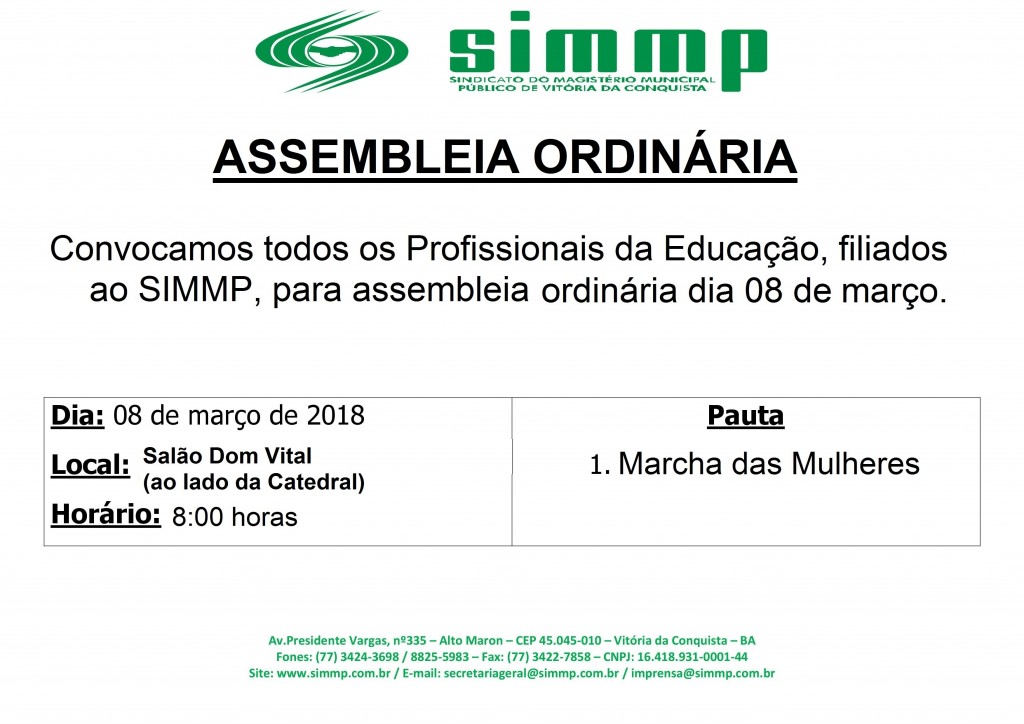 simmp
SINDICATO DO MAGISTÉRIO MUNICIPAL
PÚBLICO DE VITÓRIA DA CONQUISTA
ASSEMBLEIA ORDINÁRIA
Convocamos todos os Profissionais da Educação, filiados
ao SIMMP, para assembleia ordinária dia 08 de março.
Dia: 08 de março de 2018
Local: Salão Dom Vital
(ao lado da Catedral)
Horário: 8:00 horas
Pauta
1. Marcha das Mulheres
Av.Presidente Vargas, nº335 – Alto Maron – CEP 45.045-010 – Vitória da Conquista – BA
Fones: (77) 3424-3698 / 8825-5983 – Fax: (77) 3422-7858 – CNPJ: 16.418.931-0001-44
Site: www.simmp.com.br / E-mail: secretariageral@simmp.com.br / imprensa@simmp.com.br